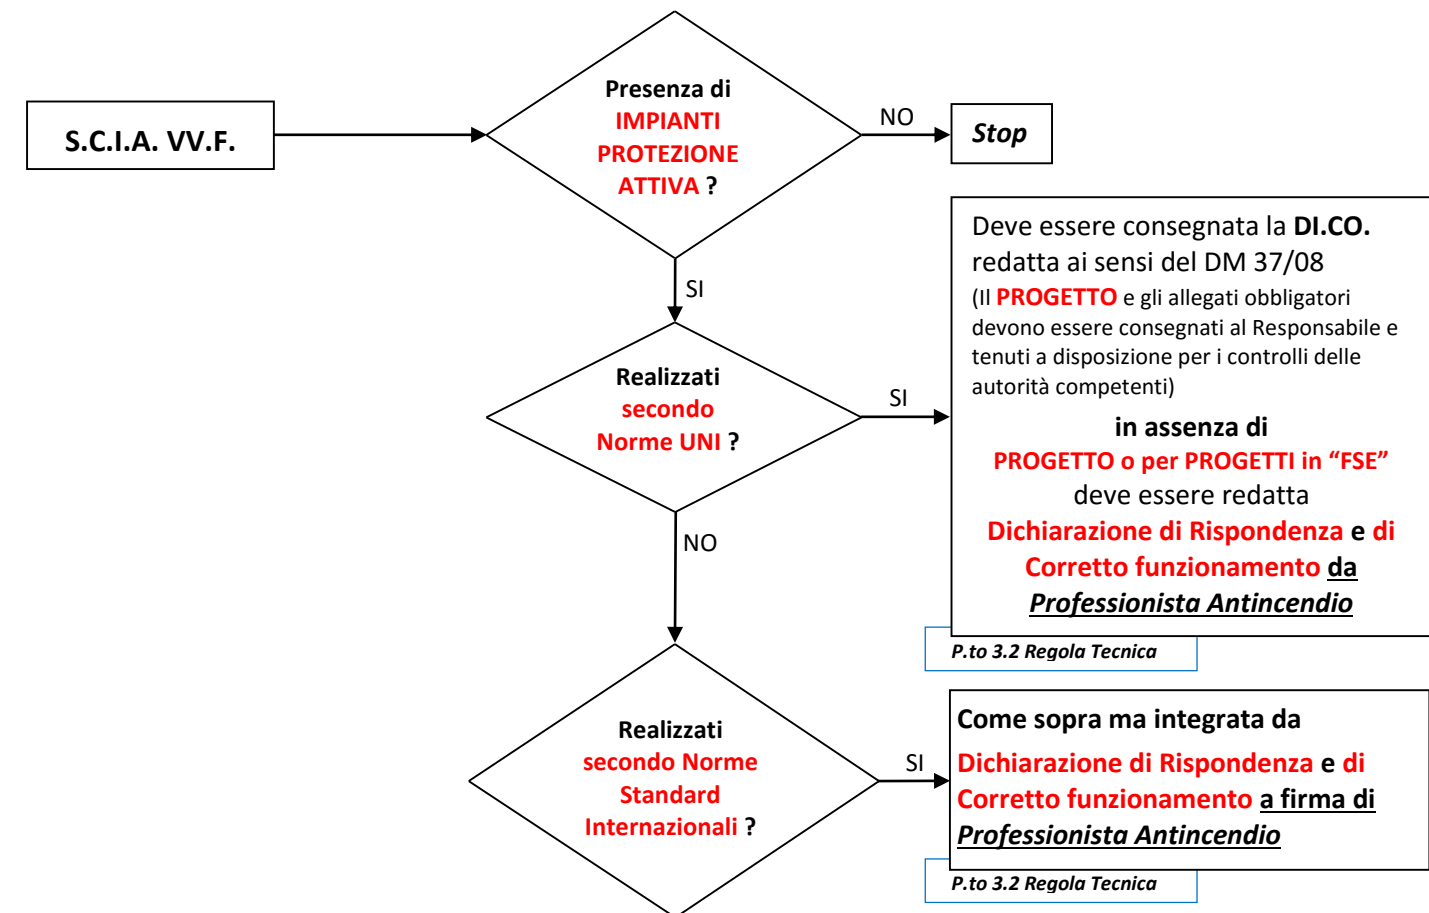 S.C.I.A. VV.F.
Presenza di
IMPIANTI
PROTEZIONE
ATTIVA ?
NO
Stop
SI
Realizzati
secondo
Norme UNI ?
SI
Deve essere consegnata la DI.CO.
redatta ai sensi del DM 37/08
(Il PROGETTO e gli allegati obbligatori
devono essere consegnati al Responsabile e
tenuti a disposizione per i controlli delle
autorità competenti)
in assenza di
PROGETTO o per PROGETTI in “FSE”
deve essere redatta
Dichiarazione di Rispondenza e di
Corretto funzionamento da
Professionista Antincendio
P.to 3.2 Regola Tecnica
NO
Realizzati
secondo Norme
Standard
Internazionali ?
SI
Come sopra ma integrata da
Dichiarazione di Rispondenza e di
Corretto funzionamento a firma di
Professionista Antincendio
P.to 3.2 Regola Tecnica